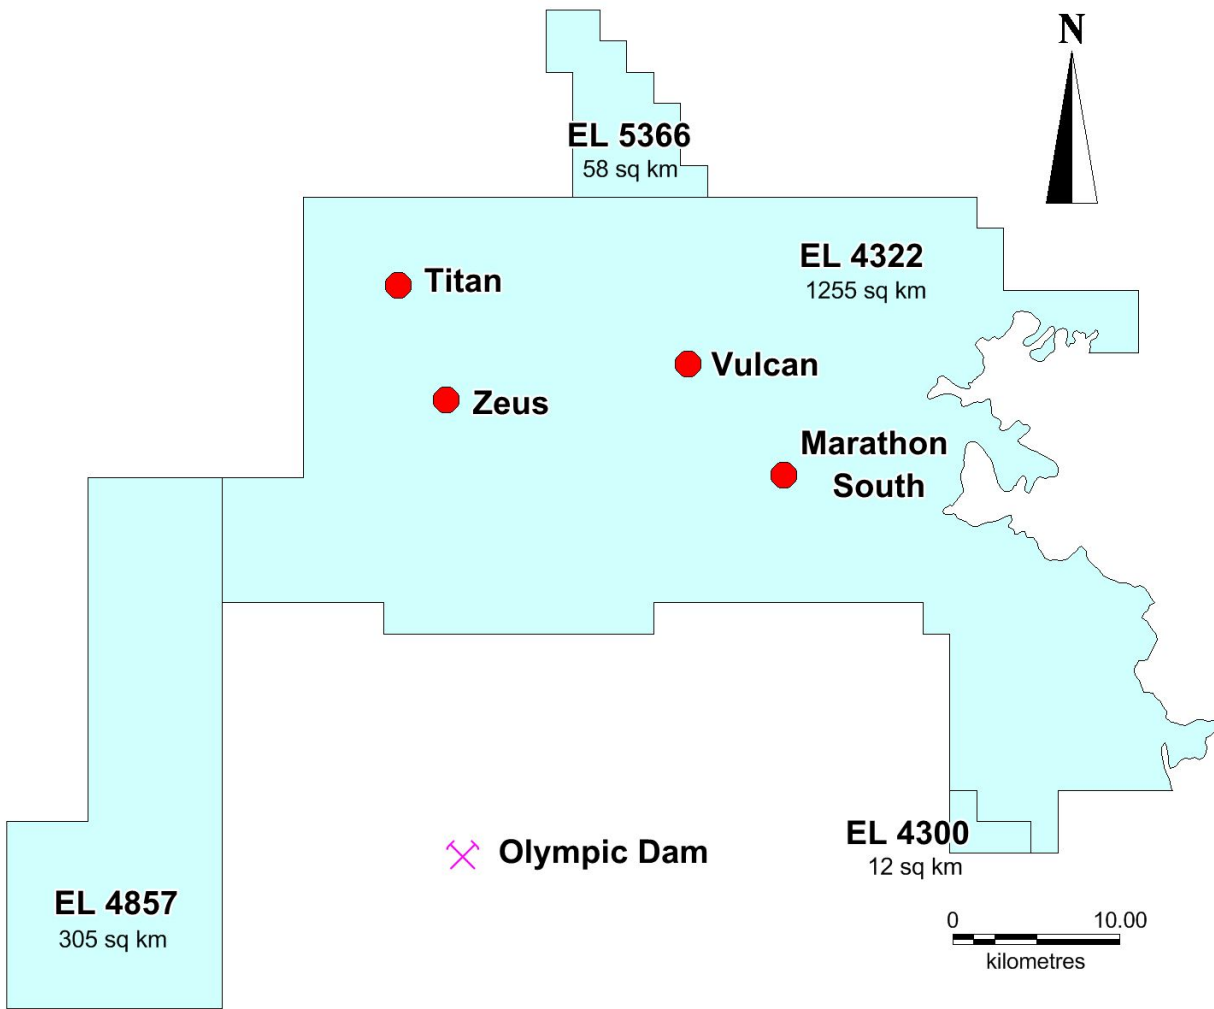 N
EL 5366
58 sq km
EL 4322
1255 sq km
Titan
Vulcan
Zeus
Marathon
South
EL 4300
12 sq km
Olympic Dam
EL 4857
305 sq km
0 10.00
kilometres